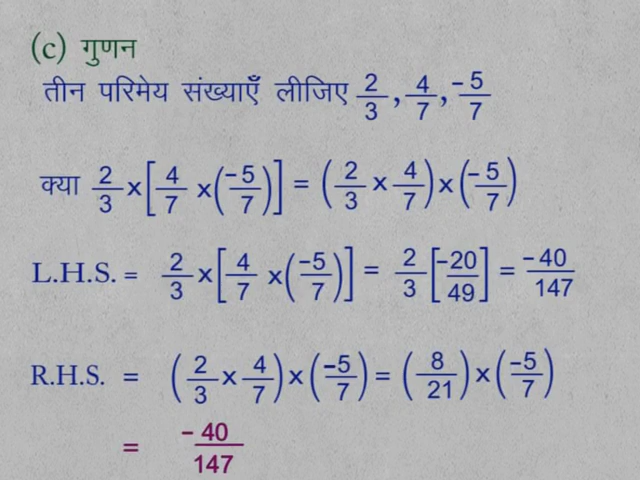 (c) गुणन
तीन परिमेय संख्याएँ लीजिए 2/3, 4/7, -5/7
क्या 2/3 x [4/7 x (-5/7)] = (2/3 x 4/7) x (-5/7)
L.H.S. = 2/3 x [4/7 x (-5/7)] = 2/3 [-20/49] = -40/147
R.H.S. = (2/3 x 4/7) x (-5/7) = (8/21) x (-5/7)
= -40/147